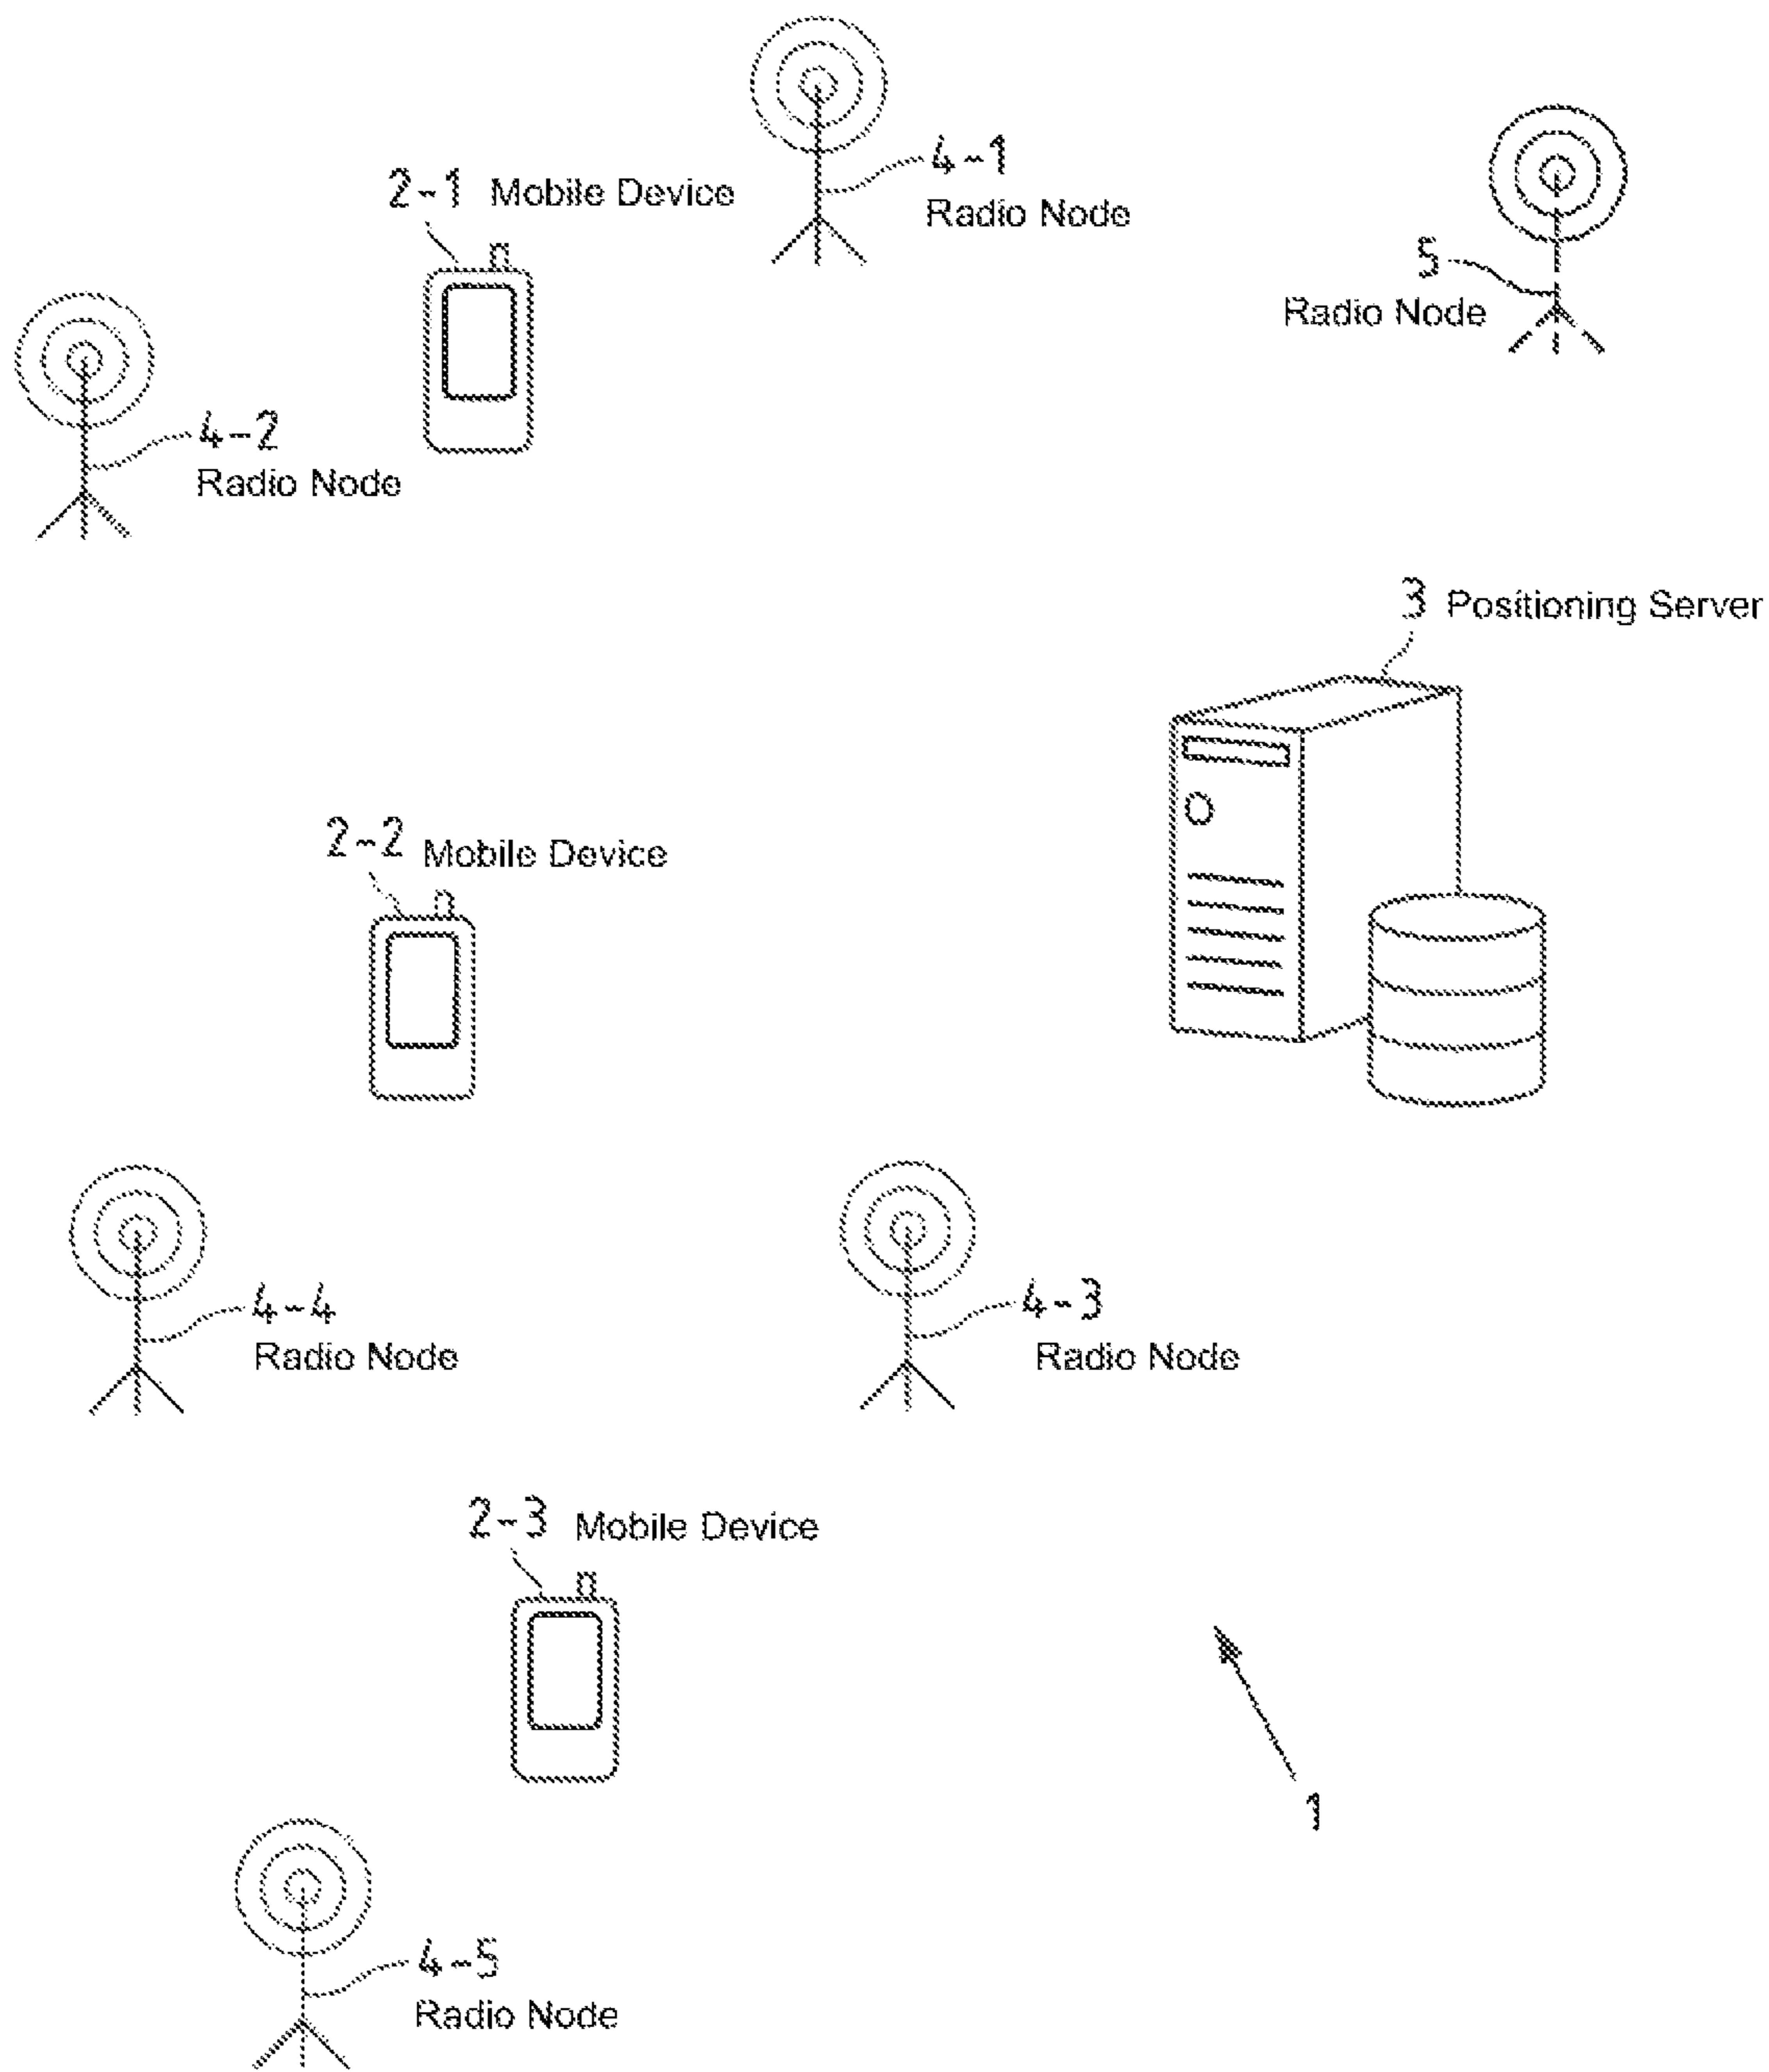 4-1
Radio Node
2-1 Mobile Device
5
Radio Node
4-2
Radio Node
3 Positioning Server
2-2 Mobile Device
4-4
Radio Node
4-3
Radio Node
2-3 Mobile Device
1
4-5
Radio Node